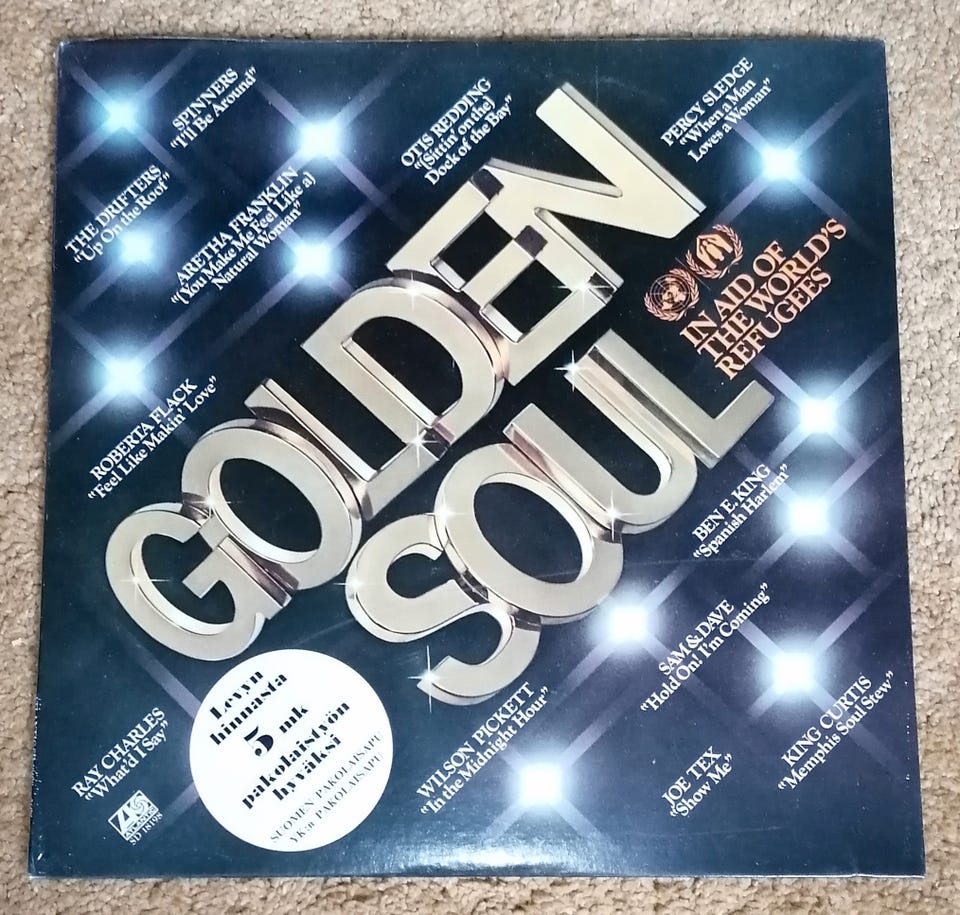 SPINNERS
"I'll Be Around"
OTIS REDDING
"(Sittin' on the)
Dock of the Bay"
PERCY SLEDGE
"When a Man
Loves a Woman"
THE DRIFTERS
"Up On the Roof"
ARETHA FRANKLIN
"(You Make Me Feel Like a)
Natural Woman"
GOLDEN
SOUL
IN AID OF
THE WORLD'S
REFUGEES
ROBERTA FLACK
"Feel Like Makin' Love"
BEN E. KING
"Spanish Harlem"
SAM & DAVE
"Hold On! I'm Coming"
WILSON PICKETT
"In the Midnight Hour"
JOE TEX
"Show Me"
KING CURTIS
"Memphis Soul Stew"
RAY CHARLES
"What'd I Say"
Levyn
hinnasta
5 mk
pakolaistyön
hyväksi
SUOMEN PAKOLAISAPU
YK:n PAKOLAISAPU
ATLANTIC
SD 18198